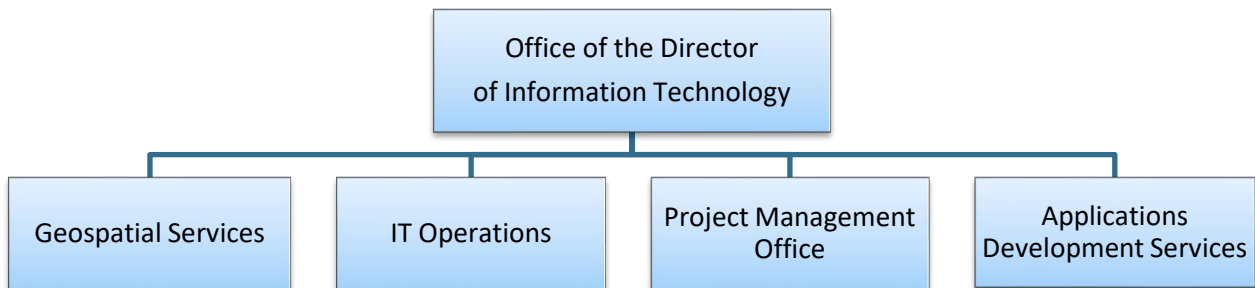 Office of the Director
of Information Technology
Geospatial Services
IT Operations
Project Management
Office
Applications
Development Services